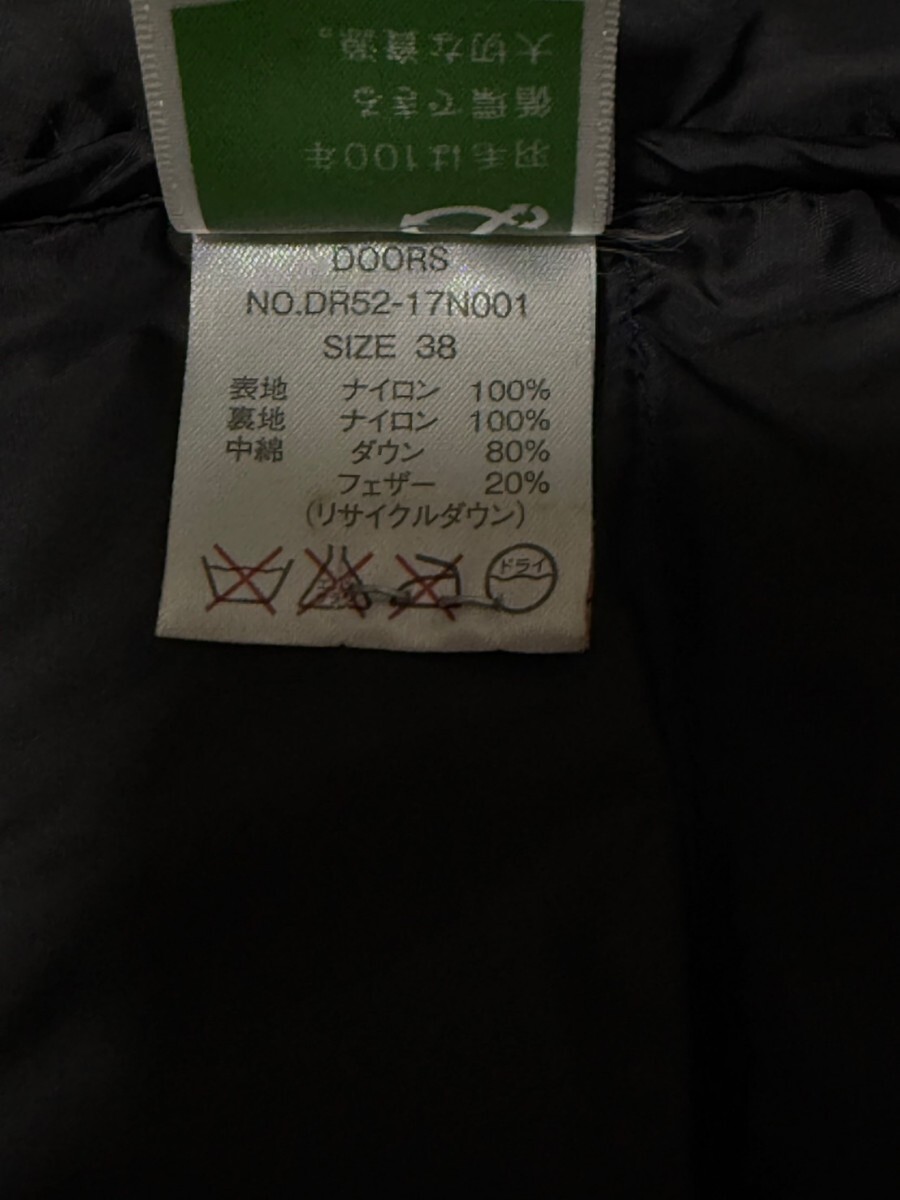 羽毛は100年
循環できる
大切な資源。
DOORS
NO.DR52-17N001
SIZE 38
表地 ナイロン 100%
裏地 ナイロン 100%
中綿 ダウン 80%
フェザー 20%
(リサイクルダウン)
ドライ